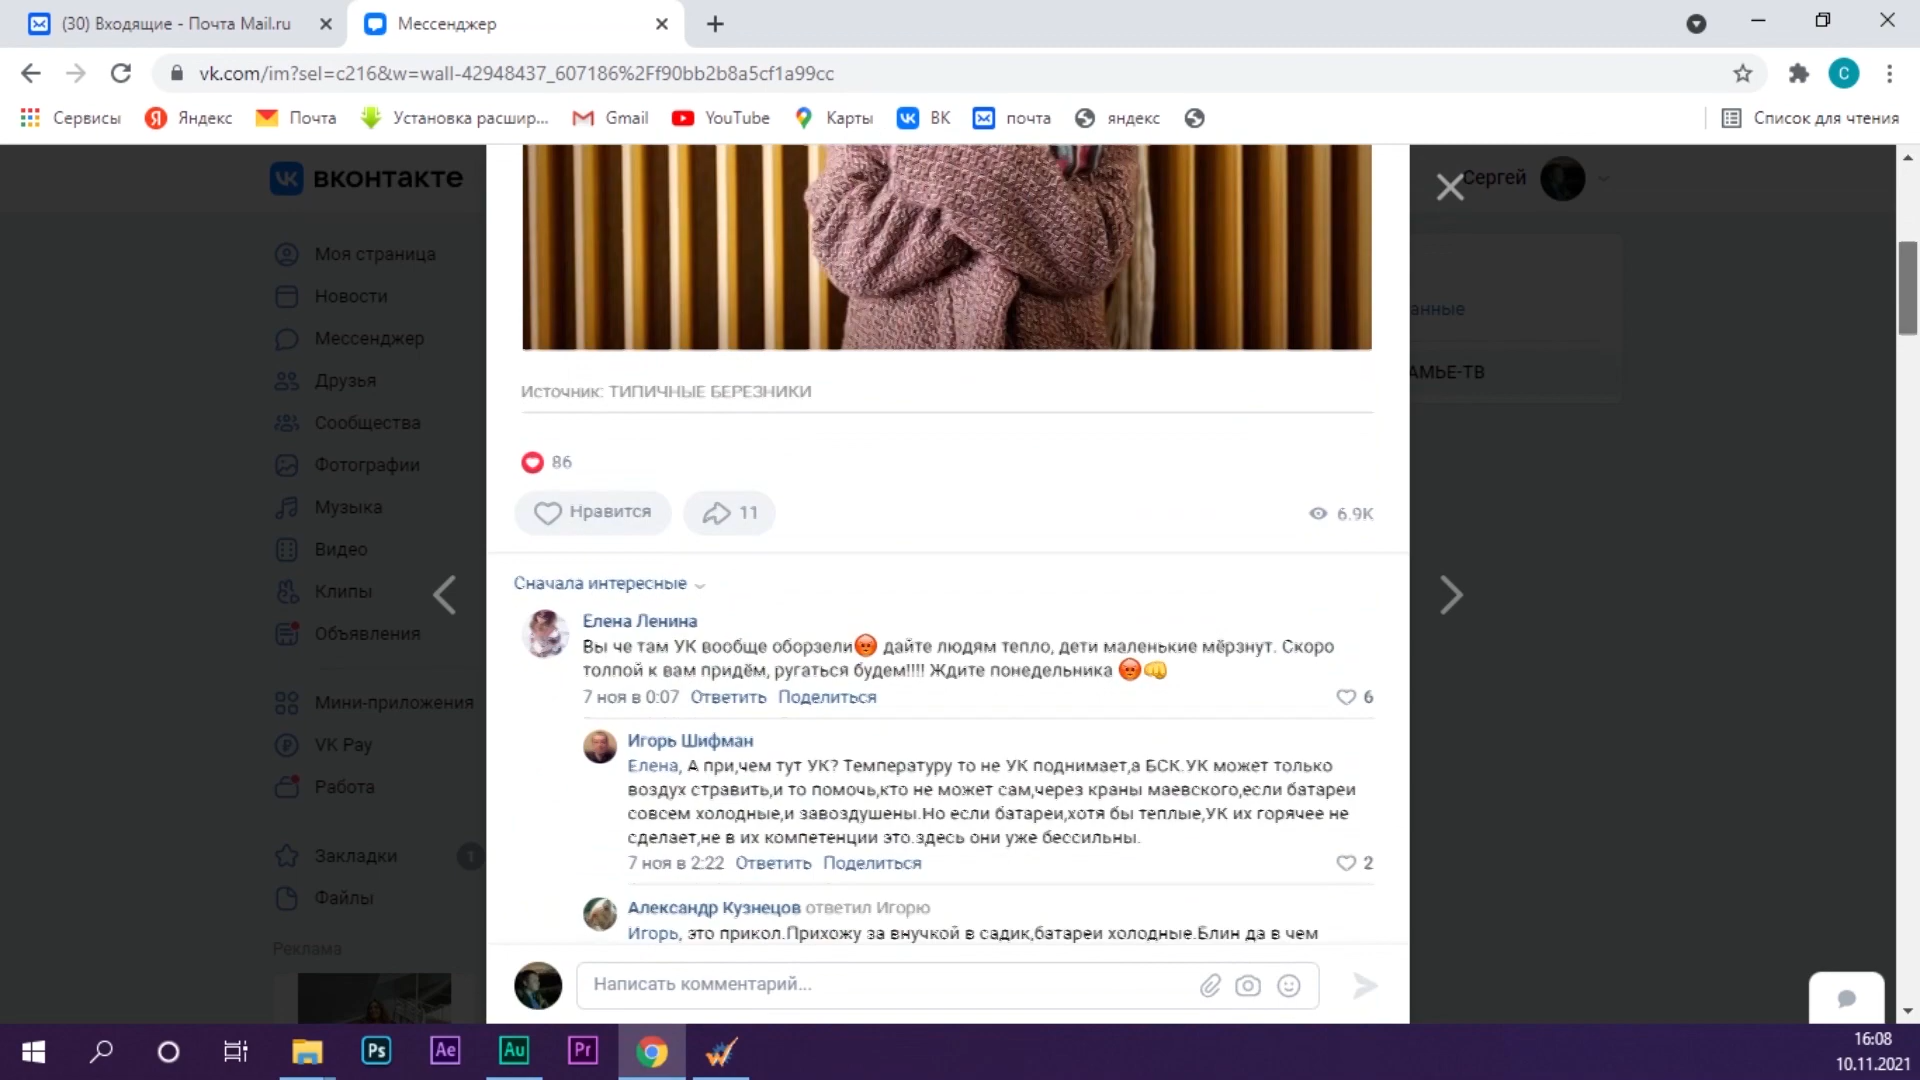 (30) Входящие - Почта Mail.ru
Мессенджер
vk.com/im?sel=c216&w=wall-42948437_607186%2Ff90bb2b8a5cf1a99cc
C
Сервисы
Яндекс
Почта
Установка расшир...
Gmail
YouTube
Карты
ВК
почта
яндекс
Список для чтения
вконтакте
Сергей
Моя страница
Новости
Мессенджер
Друзья
Сообщества
Фотографии
Музыка
Видео
Клипы
Объявления
Мини-приложения
VK Pay
Работа
Закладки
1
Файлы
Реклама
анные
АМЬЕ-ТВ
Источник: ТИПИЧНЫЕ БЕРЕЗНИКИ
86
Нравится
11
6.9K
Сначала интересные
Елена Ленина
Вы че там УК вообще оборзели😡 дайте людям тепло, дети маленькие мёрзнут. Скоро
толпой к вам придём, ругаться будем!!!! Ждите понедельника 😡👊
7 ноя в 0:07 Ответить Поделиться
6
Игорь Шифман
Елена, А при,чем тут УК? Температуру то не УК поднимает,а БСК.УК может только
воздух стравить,и то помочь,кто не может сам,через краны маевского,если батареи
совсем холодные,и завоздушены.Но если батареи,хотя бы теплые,УК их горячее не
сделает,не в их компетенции это.здесь они уже бессильны.
7 ноя в 2:22 Ответить Поделиться
2
Александр Кузнецов ответил Игорю
Игорь, это прикол.Прихожу за внучкой в садик,батареи холодные.Блин да в чем
Написать комментарий...
Ps
Ae
Au
Pr
16:08
10.11.2021